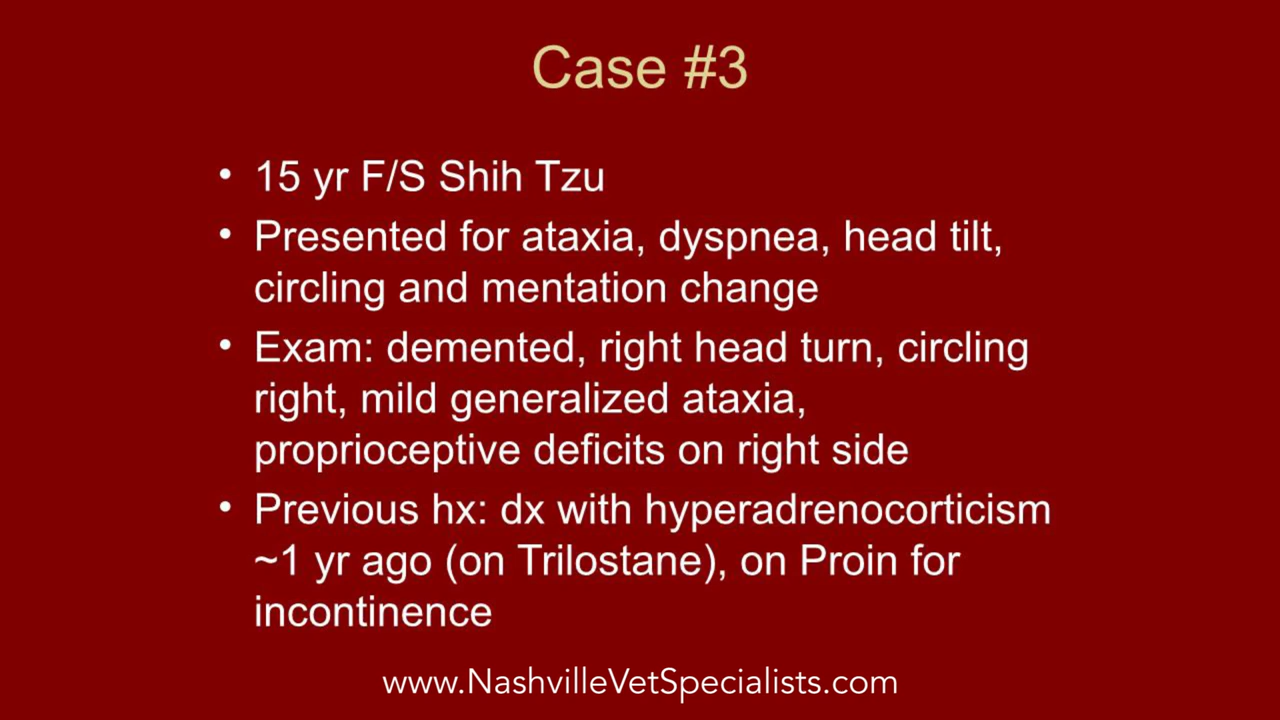 Case #3
• 15 yr F/S Shih Tzu
• Presented for ataxia, dyspnea, head tilt,
circling and mentation change
• Exam: demented, right head turn, circling
right, mild generalized ataxia,
proprioceptive deficits on right side
• Previous hx: dx with hyperadrenocorticism
~1 yr ago (on Trilostane), on Proin for
incontinence
www.NashvilleVetSpecialists.com